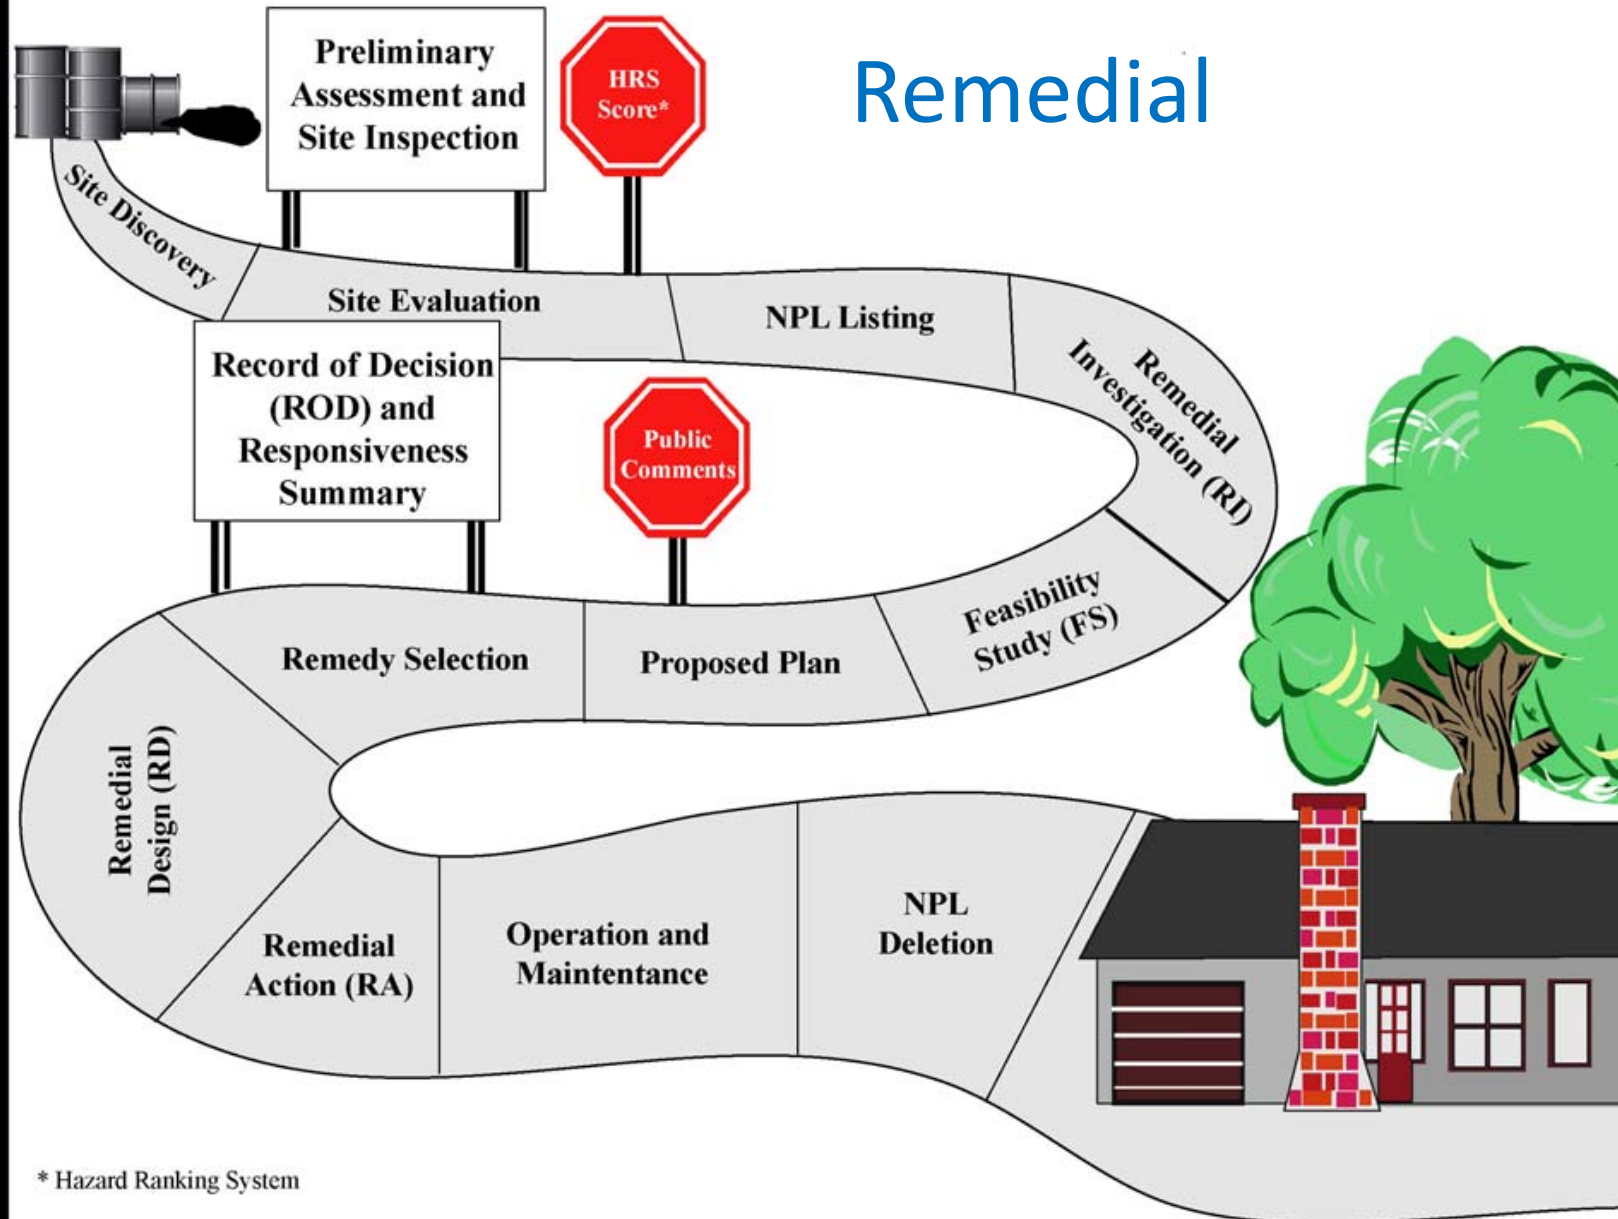 Remedial
Preliminary
Assessment and
Site Inspection
HRS
Score*
Site Discovery
Site Evaluation
NPL Listing
Remedial
Investigation (RI)
Feasibility
Study (FS)
Public
Comments
Proposed Plan
Record of Decision
(ROD) and
Responsiveness
Summary
Remedy Selection
Remedial
Design (RD)
Remedial
Action (RA)
Operation and
Maintentance
NPL
Deletion
* Hazard Ranking System